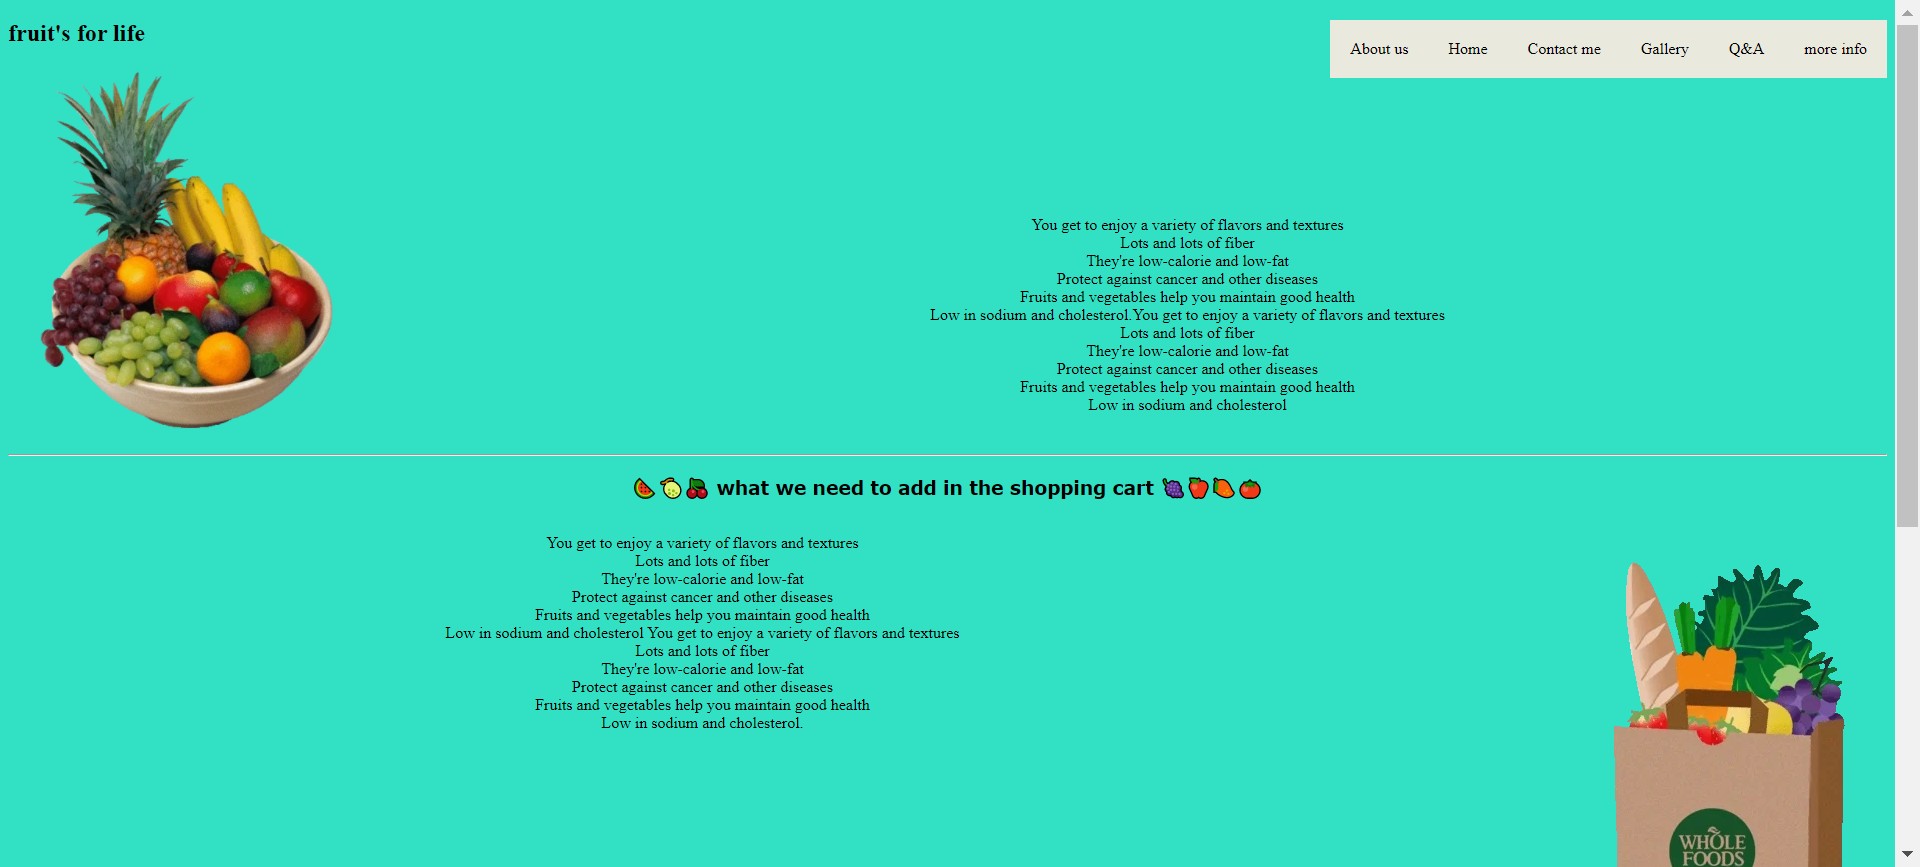 fruit's for life
About us Home Contact me Gallery Q&A more info
You get to enjoy a variety of flavors and textures
Lots and lots of fiber
They're low-calorie and low-fat
Protect against cancer and other diseases
Fruits and vegetables help you maintain good health
Low in sodium and cholesterol.You get to enjoy a variety of flavors and textures
Lots and lots of fiber
They're low-calorie and low-fat
Protect against cancer and other diseases
Fruits and vegetables help you maintain good health
Low in sodium and cholesterol
🍉🍋🍒 what we need to add in the shopping cart 🍇🍎🥭🍅
You get to enjoy a variety of flavors and textures
Lots and lots of fiber
They're low-calorie and low-fat
Protect against cancer and other diseases
Fruits and vegetables help you maintain good health
Low in sodium and cholesterol You get to enjoy a variety of flavors and textures
Lots and lots of fiber
They're low-calorie and low-fat
Protect against cancer and other diseases
Fruits and vegetables help you maintain good health
Low in sodium and cholesterol.
WHOLE
FOODS